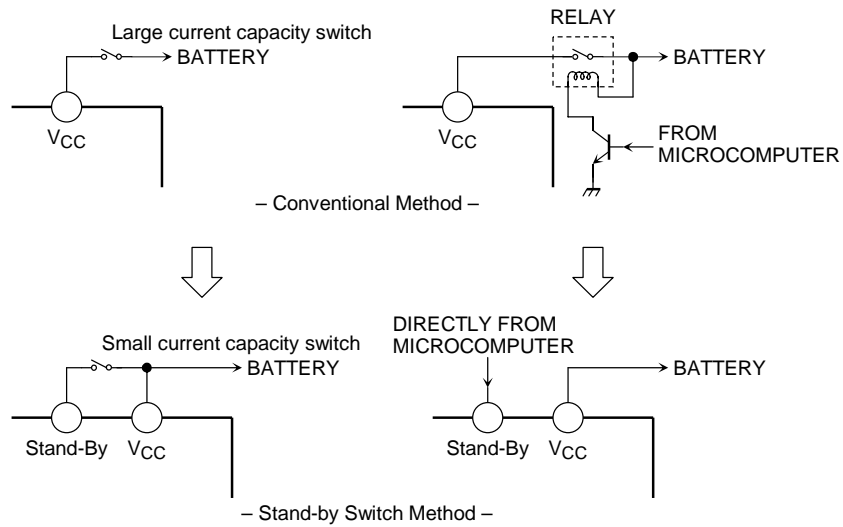 Large current capacity switch
BATTERY
VCC
RELAY
BATTERY
VCC
FROM
MICROCOMPUTER
– Conventional Method –
Small current capacity switch
BATTERY
Stand-By
VCC
DIRECTLY FROM
MICROCOMPUTER
BATTERY
Stand-By
VCC
– Stand-by Switch Method –